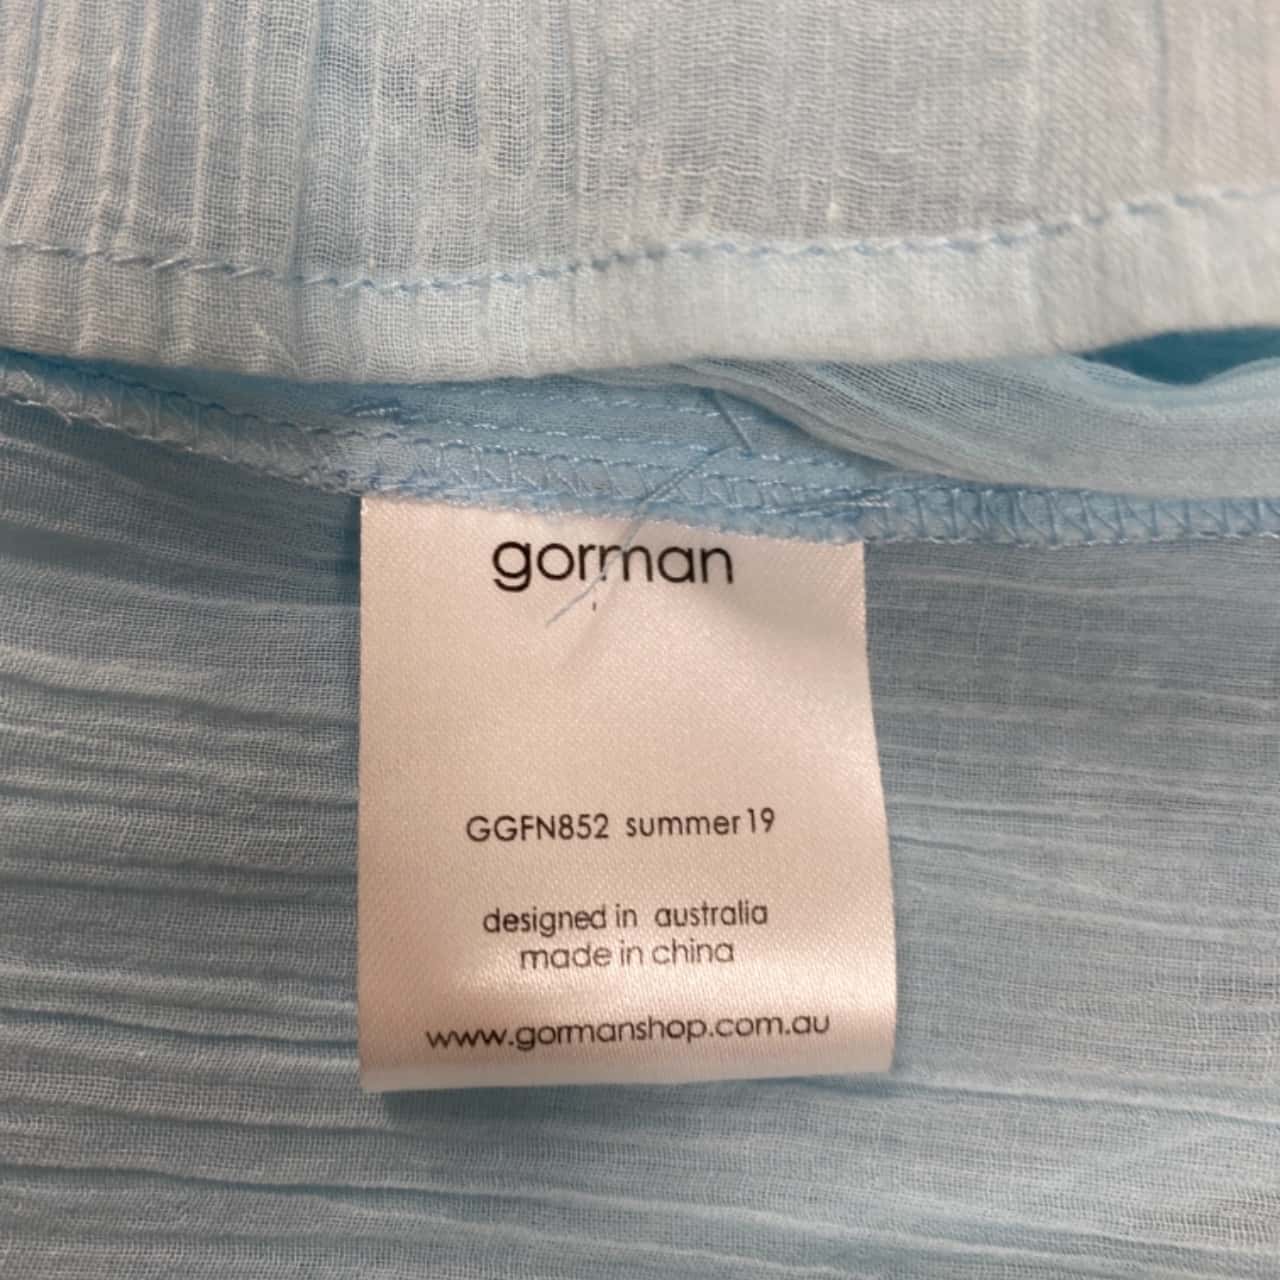 gorman
GGFN852 summer 19
designed in australia
made in china
www.gormanshop.com.au